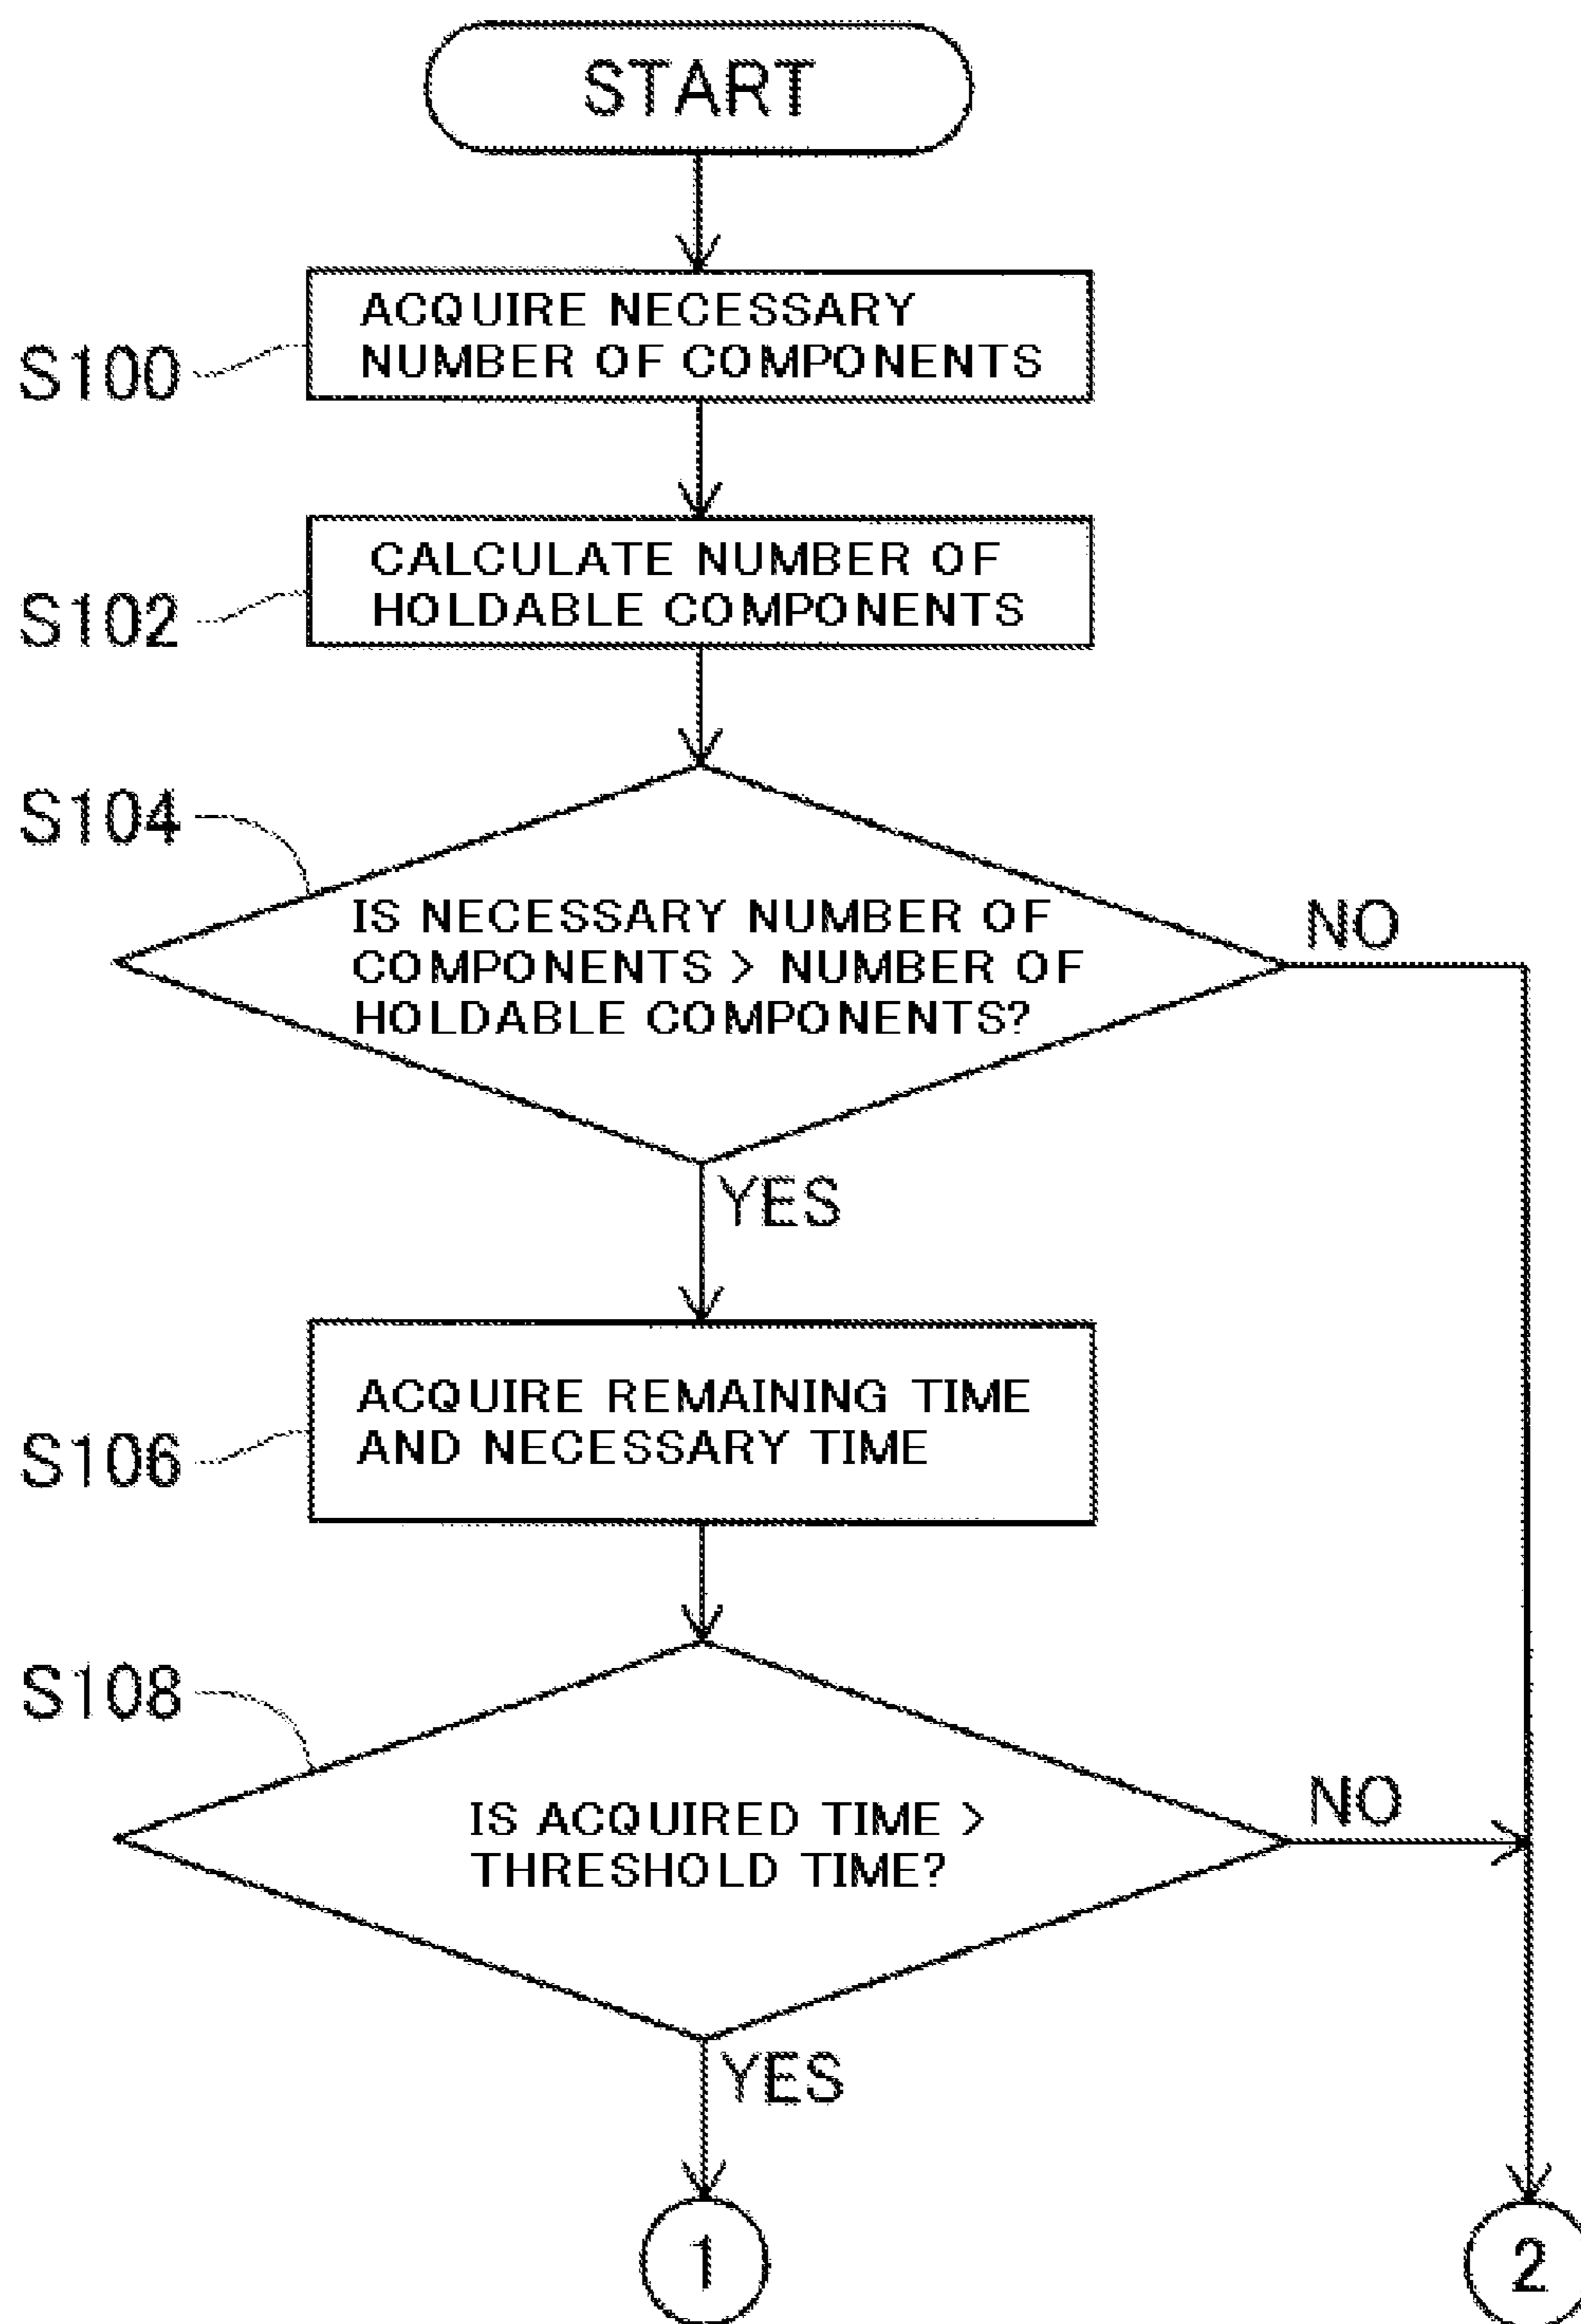 START
S100
ACQUIRE NECESSARY
NUMBER OF COMPONENTS
S102
CALCULATE NUMBER OF
HOLDABLE COMPONENTS
S104
IS NECESSARY NUMBER OF
COMPONENTS > NUMBER OF
HOLDABLE COMPONENTS?
NO
YES
S106
ACQUIRE REMAINING TIME
AND NECESSARY TIME
S108
IS ACQUIRED TIME >
THRESHOLD TIME?
NO
YES
1
2